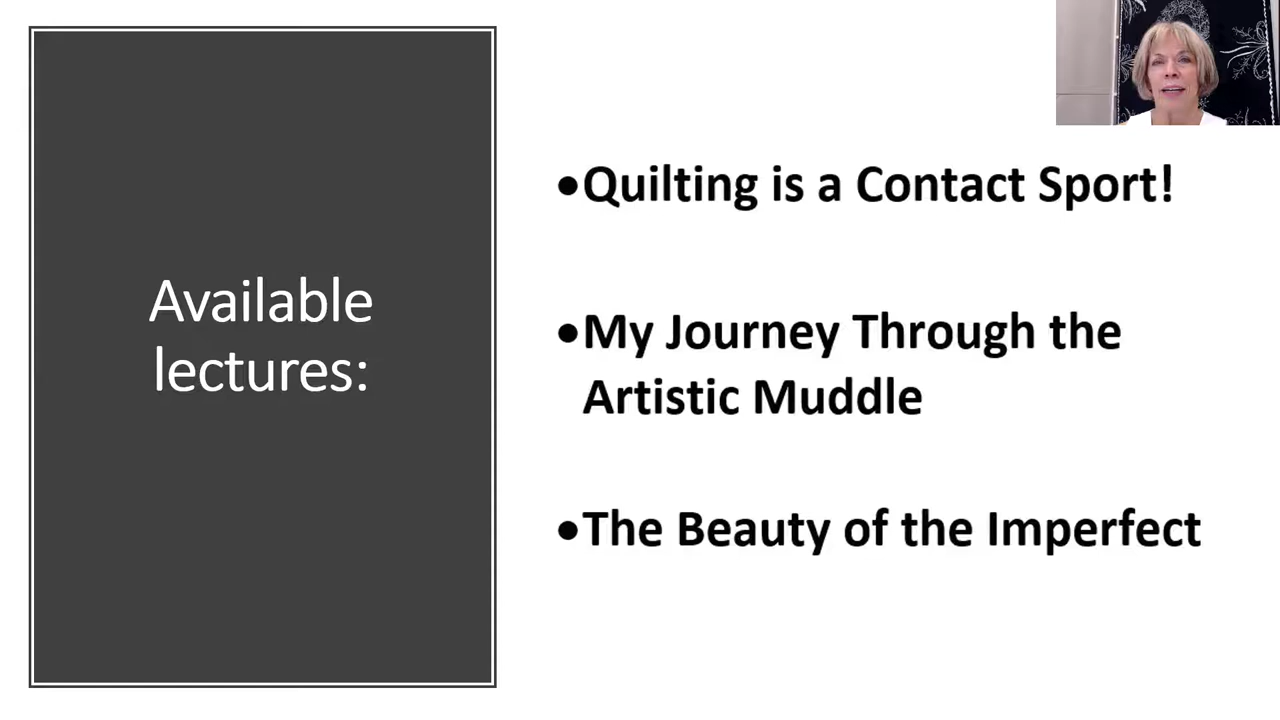 Available
lectures:
•Quilting is a Contact Sport!
•My Journey Through the
Artistic Muddle
•The Beauty of the Imperfect